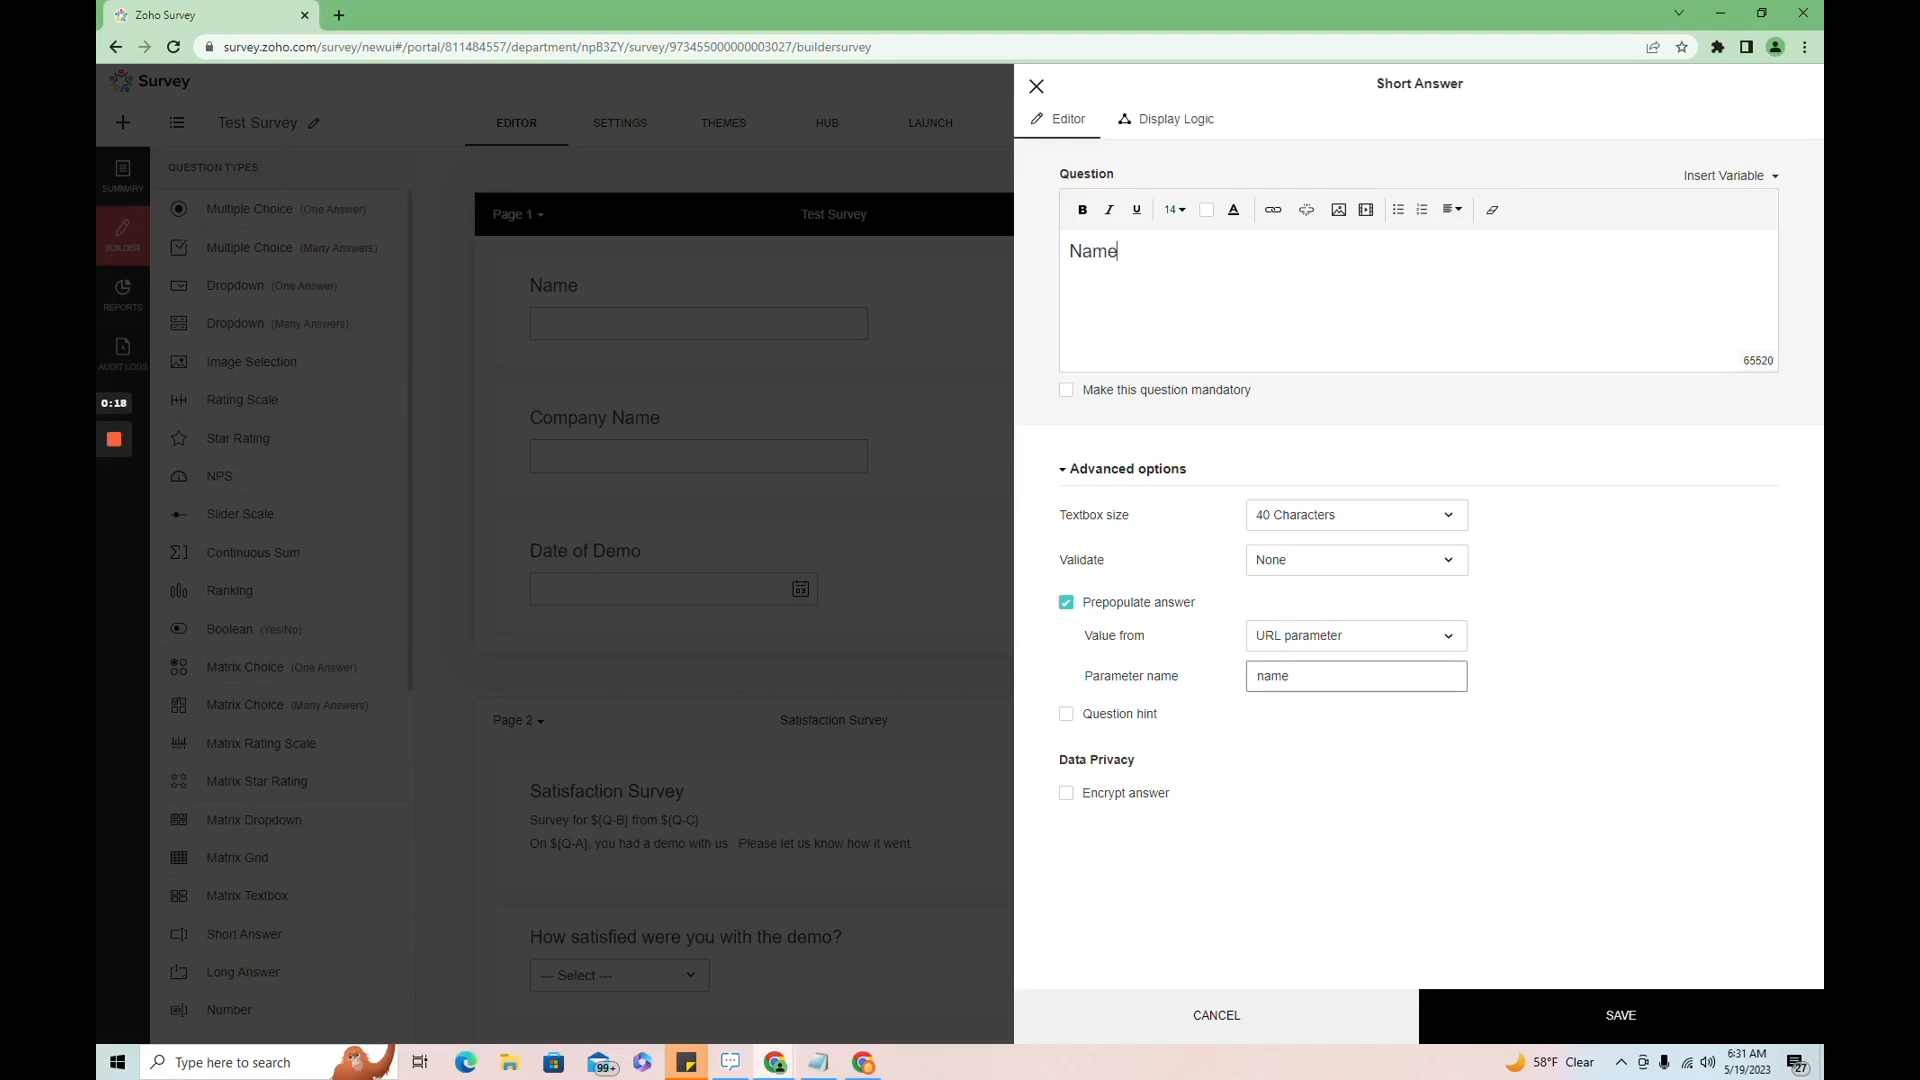 Zoho Survey
survey.zoho.com/survey/newui#/portal/811484557/department/npB3ZY/survey/973455000000003027/buildersurvey
Survey
Test Survey
EDITOR
SETTINGS
THEMES
HUB
LAUNCH
SUMMARY
BUILDER
REPORTS
AUDIT LOGS
0:18
QUESTION TYPES
Multiple Choice (One Answer)
Multiple Choice (Many Answers)
Dropdown (One Answer)
Dropdown (Many Answers)
Image Selection
Rating Scale
Star Rating
NPS
Slider Scale
Continuous Sum
Ranking
Boolean (Yes/No)
Matrix Choice (One Answer)
Matrix Choice (Many Answers)
Matrix Rating Scale
Matrix Star Rating
Matrix Dropdown
Matrix Grid
Matrix Textbox
Short Answer
Long Answer
Number
Page 1
Test Survey
Name
Company Name
Date of Demo
03
Page 2
Satisfaction Survey
Satisfaction Survey
Survey for ${Q-B} from ${Q-C}
On ${Q-A}, you had a demo with us. Please let us know how it went.
How satisfied were you with the demo?
--- Select ---
Short Answer
Editor
Display Logic
Question
Insert Variable
B I U 14 A
Name
65520
Make this question mandatory
Advanced options
Textbox size
40 Characters
Validate
None
Prepopulate answer
Value from
URL parameter
Parameter name
name
Question hint
Data Privacy
Encrypt answer
CANCEL
SAVE
Type here to search
99+
58°F Clear
6:31 AM
5/19/2023
27